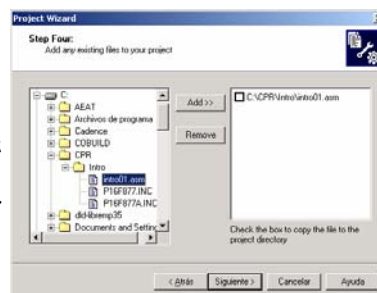 Project Wizard
Step Four:
Add any existing files to your project
C:
AEAT
Archivos de programa
Cadence
COBUILD
CPR
Intro
intro01.asm
P16F877.INC
P16F877A.INC
Documents and Setting
Add >>
Remove
C:\CPR\Intro\intro01.asm
Check the box to copy the file to the
project directory
< Atrás
Siguiente >
Cancelar
Ayuda